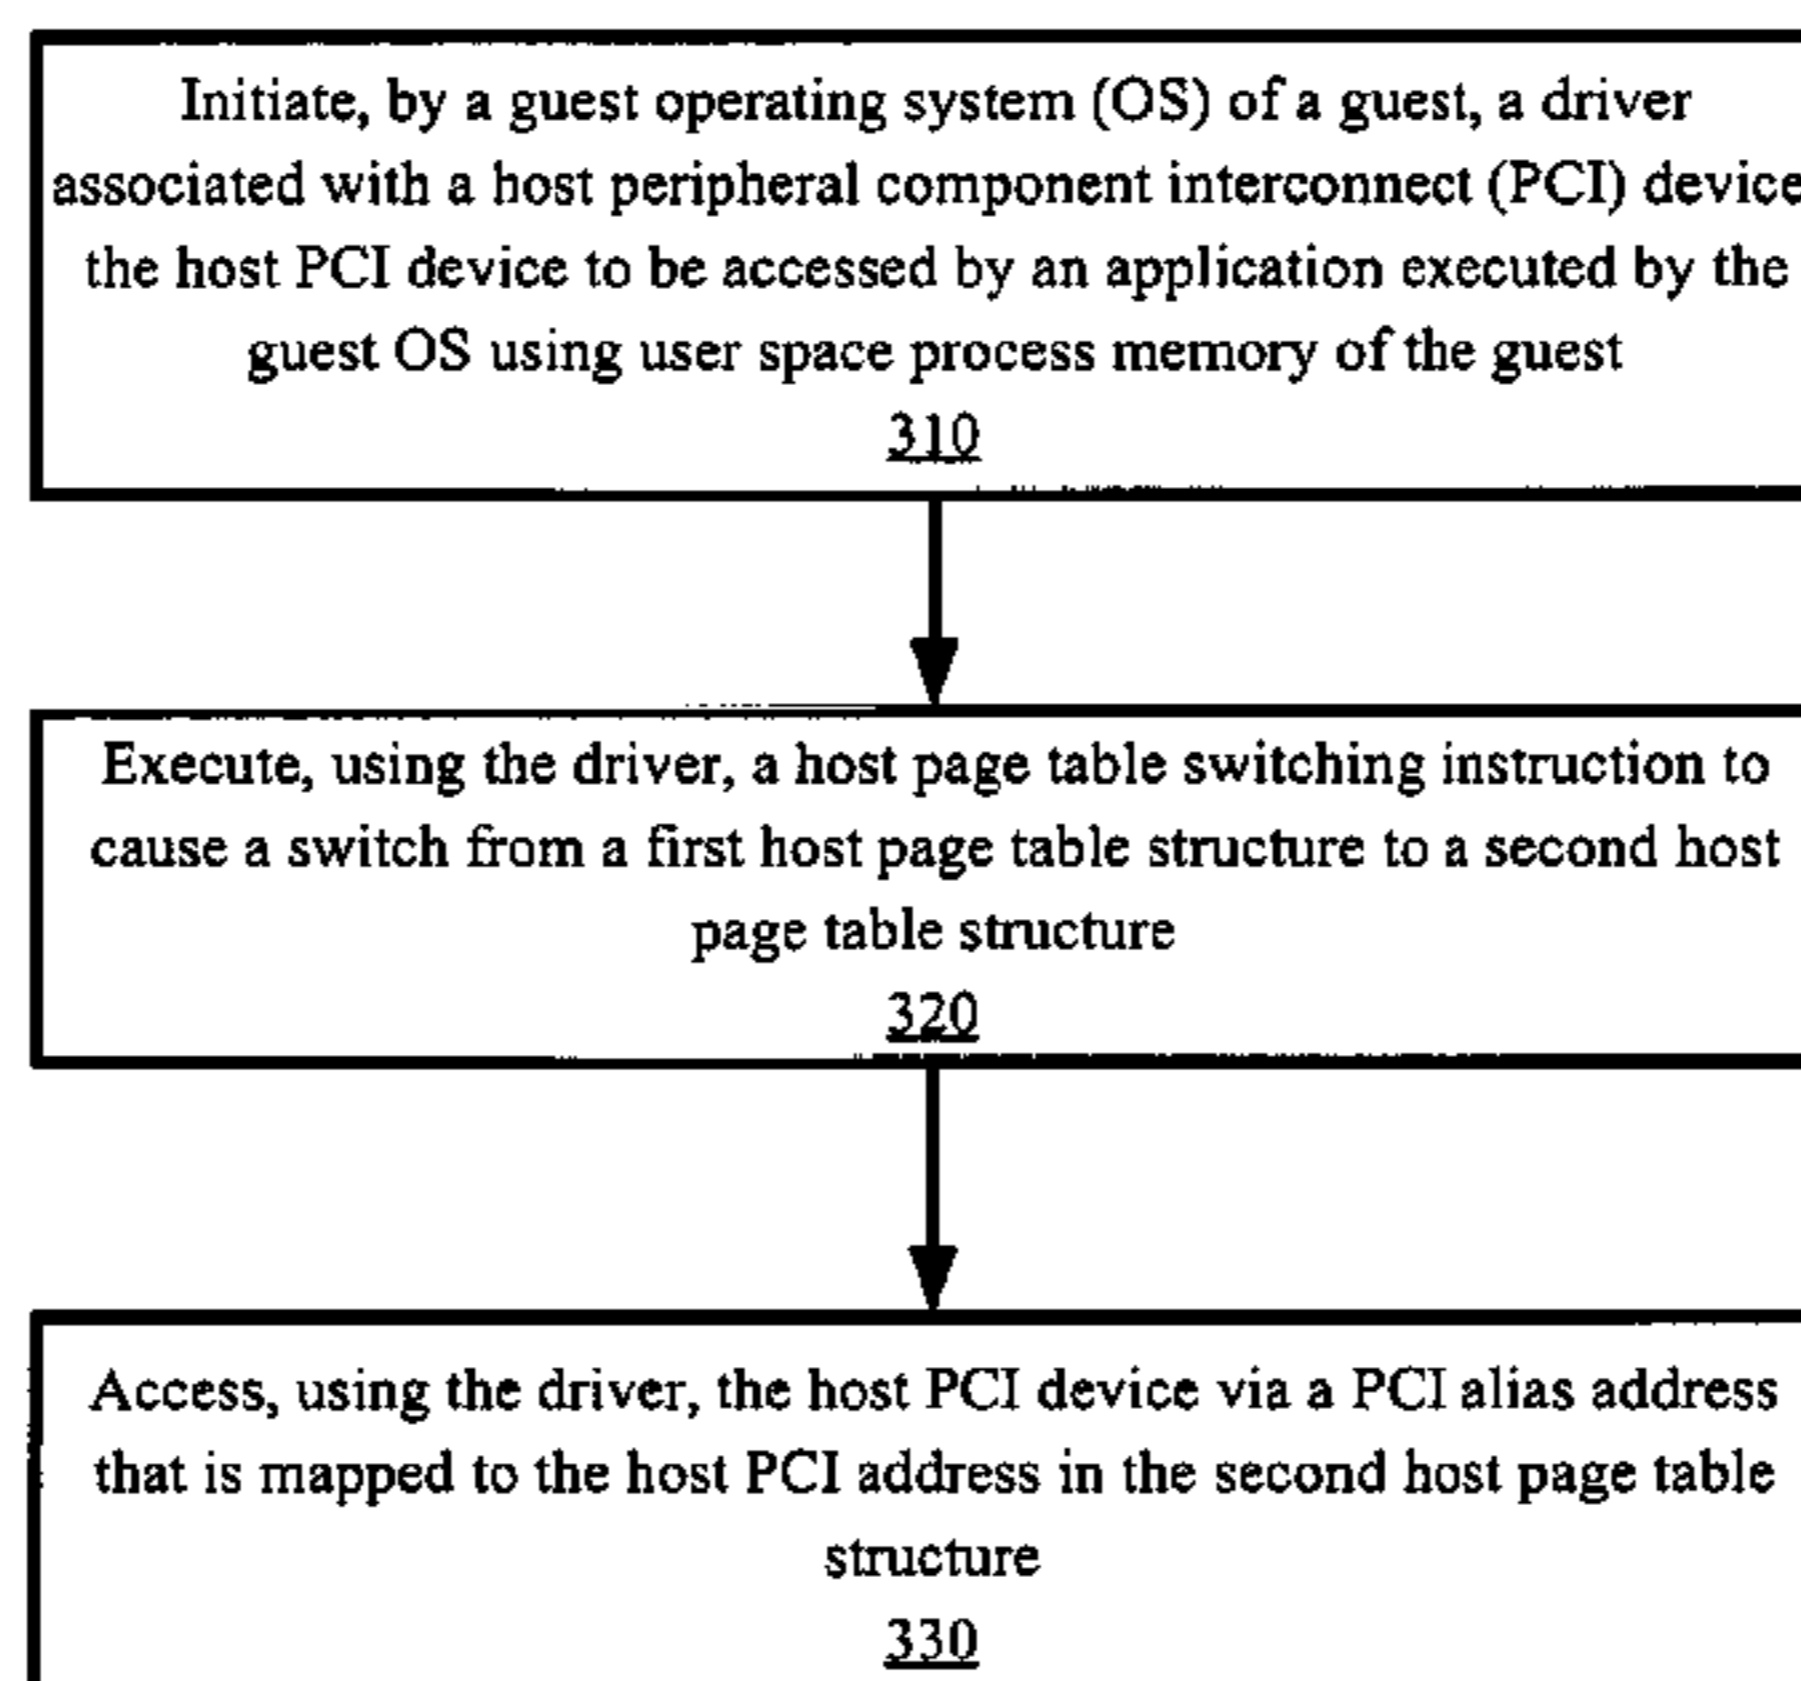 Initiate, by a guest operating system (OS) of a guest, a driver
associated with a host peripheral component interconnect (PCI) device
the host PCI device to be accessed by an application executed by the
guest OS using user space process memory of the guest
310
Execute, using the driver, a host page table switching instruction to
cause a switch from a first host page table structure to a second host
page table structure
320
Access, using the driver, the host PCI device via a PCI alias address
that is mapped to the host PCI address in the second host page table
structure
330